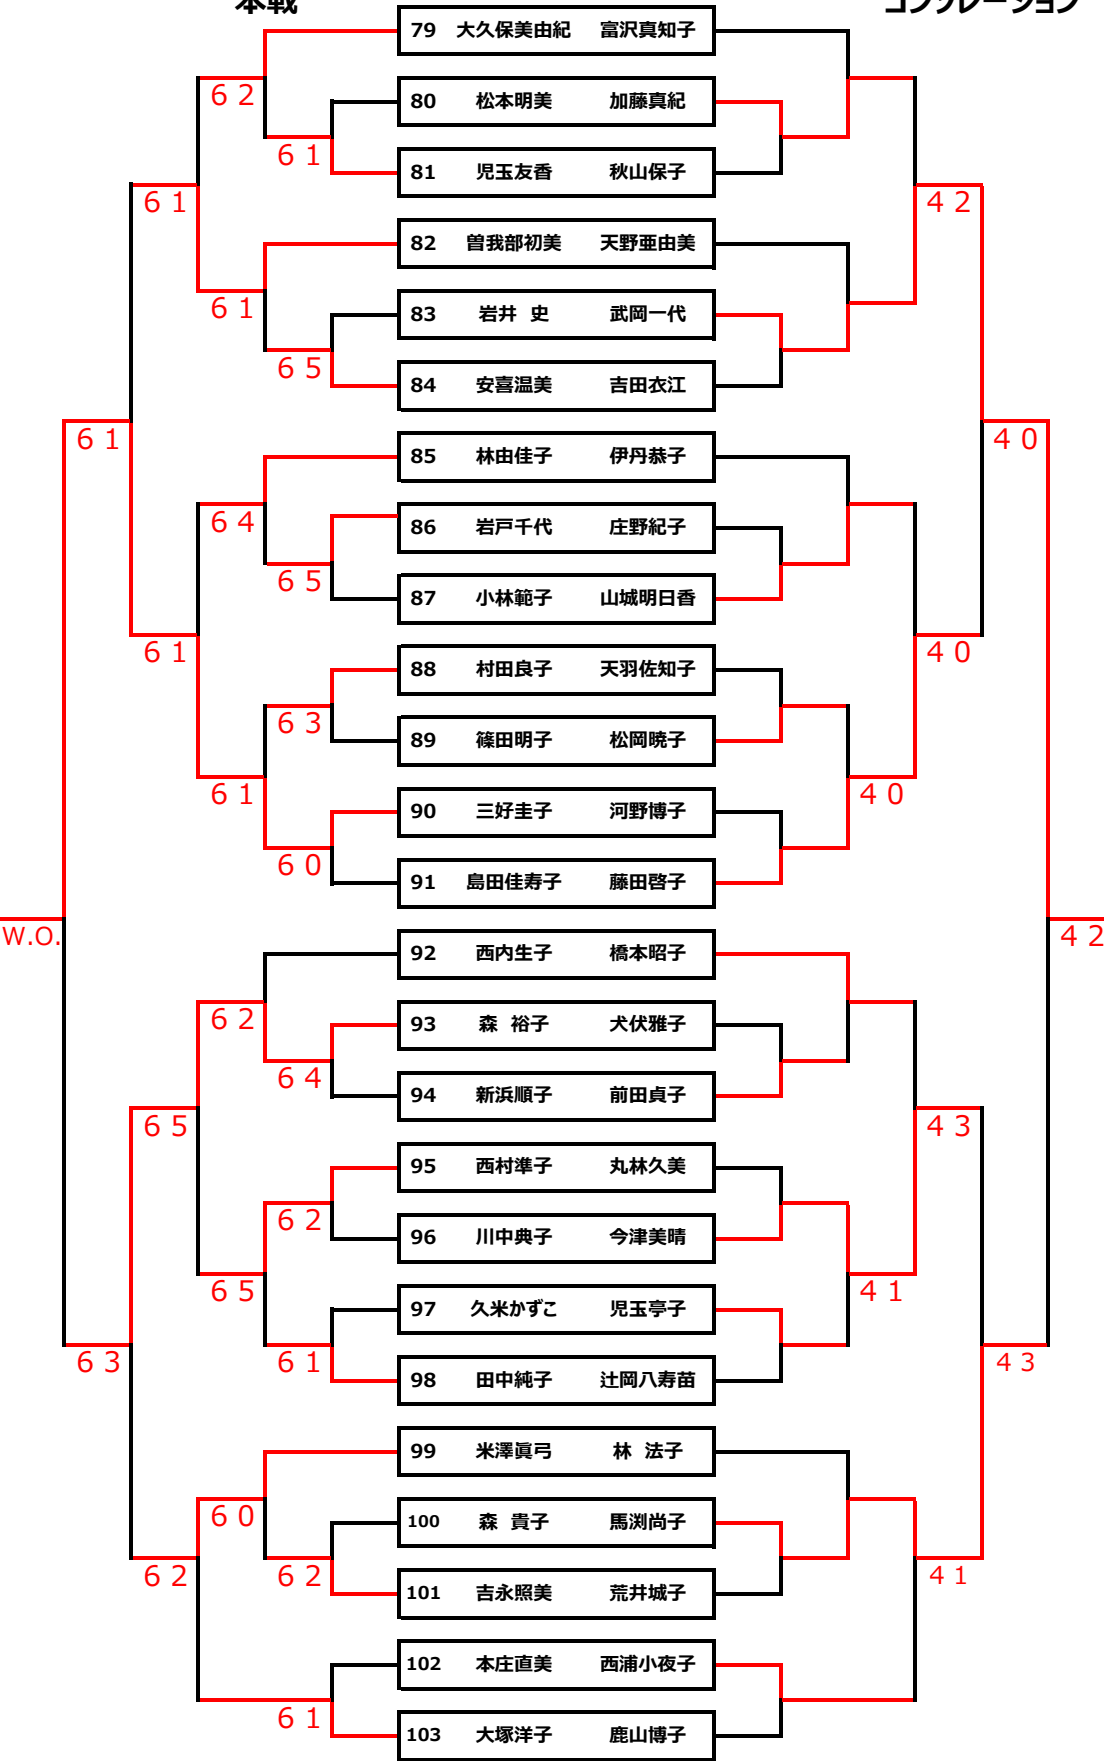 本戦 コンソレーション
79 大久保美由紀 富沢真知子
6 2
80 松本明美 加藤真紀
6 1
81 児玉友香 秋山保子
6 1 4 2
82 曽我部初美 天野亜由美
6 1
83 岩井 史 武岡一代
6 5
84 安喜温美 吉田衣江
6 1 4 0
85 林由佳子 伊丹恭子
6 4
86 岩戸千代 庄野紀子
6 5
87 小林範子 山城明日香
6 1 4 0
88 村田良子 天羽佐知子
6 3
89 篠田明子 松岡暁子
6 1 4 0
90 三好圭子 河野博子
6 0
91 島田佳寿子 藤田啓子
W.O. 4 2
92 西内生子 橋本昭子
6 2
93 森 裕子 犬伏雅子
6 4
94 新浜順子 前田貞子
6 5 4 3
95 西村準子 丸林久美
6 2
96 川中典子 今津美晴
6 5 4 1
97 久米かずこ 児玉亭子
6 3 6 1 4 3
98 田中純子 辻岡八寿苗
99 米澤眞弓 林 法子
6 0
100 森 貴子 馬渕尚子
6 2 6 2 4 1
101 吉永照美 荒井城子
102 本庄直美 西浦小夜子
6 1
103 大塚洋子 鹿山博子